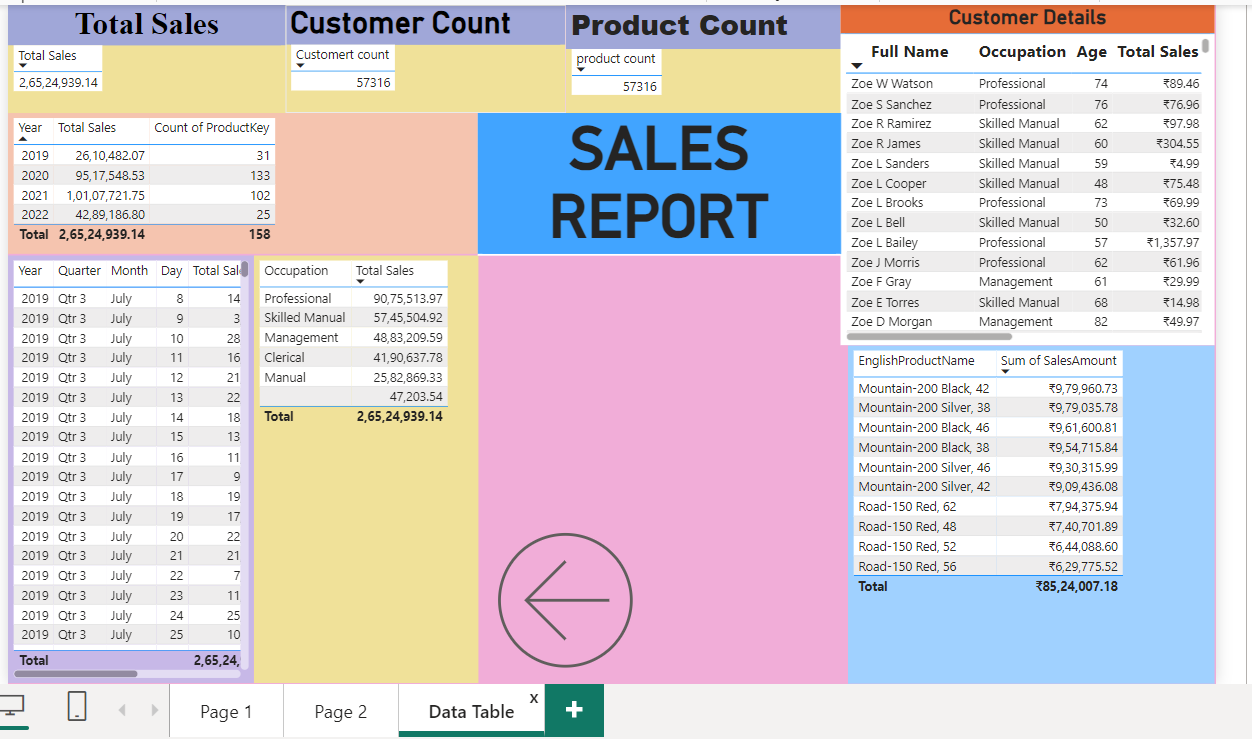 Total Sales
Total Sales
2,65,24,939.14
Customer Count
Customert count
57316
Product Count
product count
57316
Customer Details
Full Name Occupation Age Total Sales
Zoe W Watson Professional 74 ₹89.46
Zoe S Sanchez Professional 76 ₹76.96
Zoe R Ramirez Skilled Manual 62 ₹97.98
Zoe R James Skilled Manual 60 ₹304.55
Zoe L Sanders Skilled Manual 59 ₹4.99
Zoe L Cooper Skilled Manual 48 ₹75.48
Zoe L Brooks Professional 73 ₹69.99
Zoe L Bell Skilled Manual 50 ₹32.60
Zoe L Bailey Professional 57 ₹1,357.97
Zoe J Morris Professional 62 ₹61.96
Zoe F Gray Management 61 ₹29.99
Zoe E Torres Skilled Manual 68 ₹14.98
Zoe D Morgan Management 82 ₹49.97
Year Total Sales Count of ProductKey
2019 26,10,482.07 31
2020 95,17,548.53 133
2021 1,01,07,721.75 102
2022 42,89,186.80 25
Total 2,65,24,939.14 158
SALES
REPORT
Year Quarter Month Day Total Sal
2019 Qtr 3 July 8 14
2019 Qtr 3 July 9 3
2019 Qtr 3 July 10 28
2019 Qtr 3 July 11 16
2019 Qtr 3 July 12 21
2019 Qtr 3 July 13 22
2019 Qtr 3 July 14 18
2019 Qtr 3 July 15 13
2019 Qtr 3 July 16 11
2019 Qtr 3 July 17 9
2019 Qtr 3 July 18 19
2019 Qtr 3 July 19 17
2019 Qtr 3 July 20 22
2019 Qtr 3 July 21 21
2019 Qtr 3 July 22 7
2019 Qtr 3 July 23 11
2019 Qtr 3 July 24 25
2019 Qtr 3 July 25 10
Total 2,65,24,
Occupation Total Sales
Professional 90,75,513.97
Skilled Manual 57,45,504.92
Management 48,83,209.59
Clerical 41,90,637.78
Manual 25,82,869.33
47,203.54
Total 2,65,24,939.14
EnglishProductName Sum of SalesAmount
Mountain-200 Black, 42 ₹9,79,960.73
Mountain-200 Silver, 38 ₹9,79,035.78
Mountain-200 Black, 46 ₹9,61,600.81
Mountain-200 Black, 38 ₹9,54,715.84
Mountain-200 Silver, 46 ₹9,30,315.99
Mountain-200 Silver, 42 ₹9,09,436.08
Road-150 Red, 62 ₹7,94,375.94
Road-150 Red, 48 ₹7,40,701.89
Road-150 Red, 52 ₹6,44,088.60
Road-150 Red, 56 ₹6,29,775.52
Total ₹85,24,007.18
Page 1 Page 2 Data Table x +